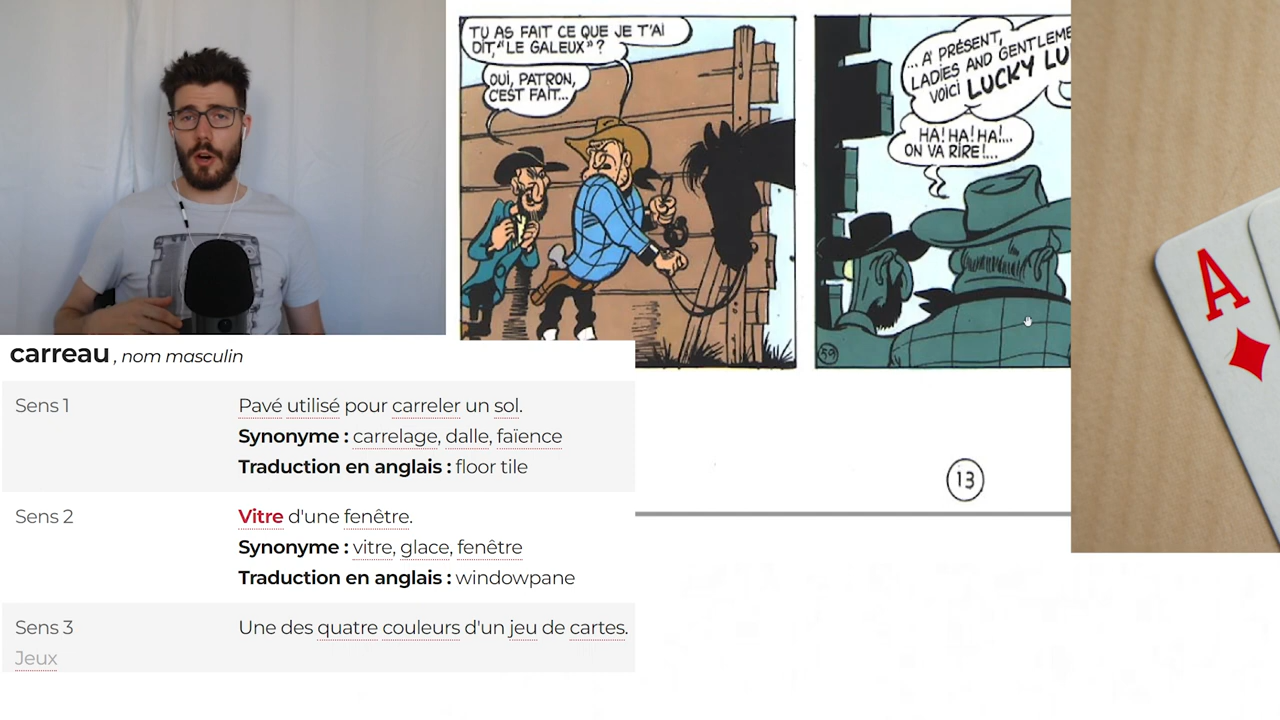 TU AS FAIT CE QUE JE T'AI
DIT, "LE GALEUX" ?
OUI, PATRON,
C'EST FAIT...
...À PRÉSENT,
LADIES AND
VOICI LUCKY
HA! HA! HA!...
ON VA RIRE!...
59
13
A
carreau , nom masculin
Sens 1
Pavé utilisé pour carreler un sol.
Synonyme : carrelage, dalle, faïence
Traduction en anglais : floor tile
Sens 2
Vitre d'une fenêtre.
Synonyme : vitre, glace, fenêtre
Traduction en anglais : windowpane
Sens 3
Une des quatre couleurs d'un jeu de cartes.
Jeux